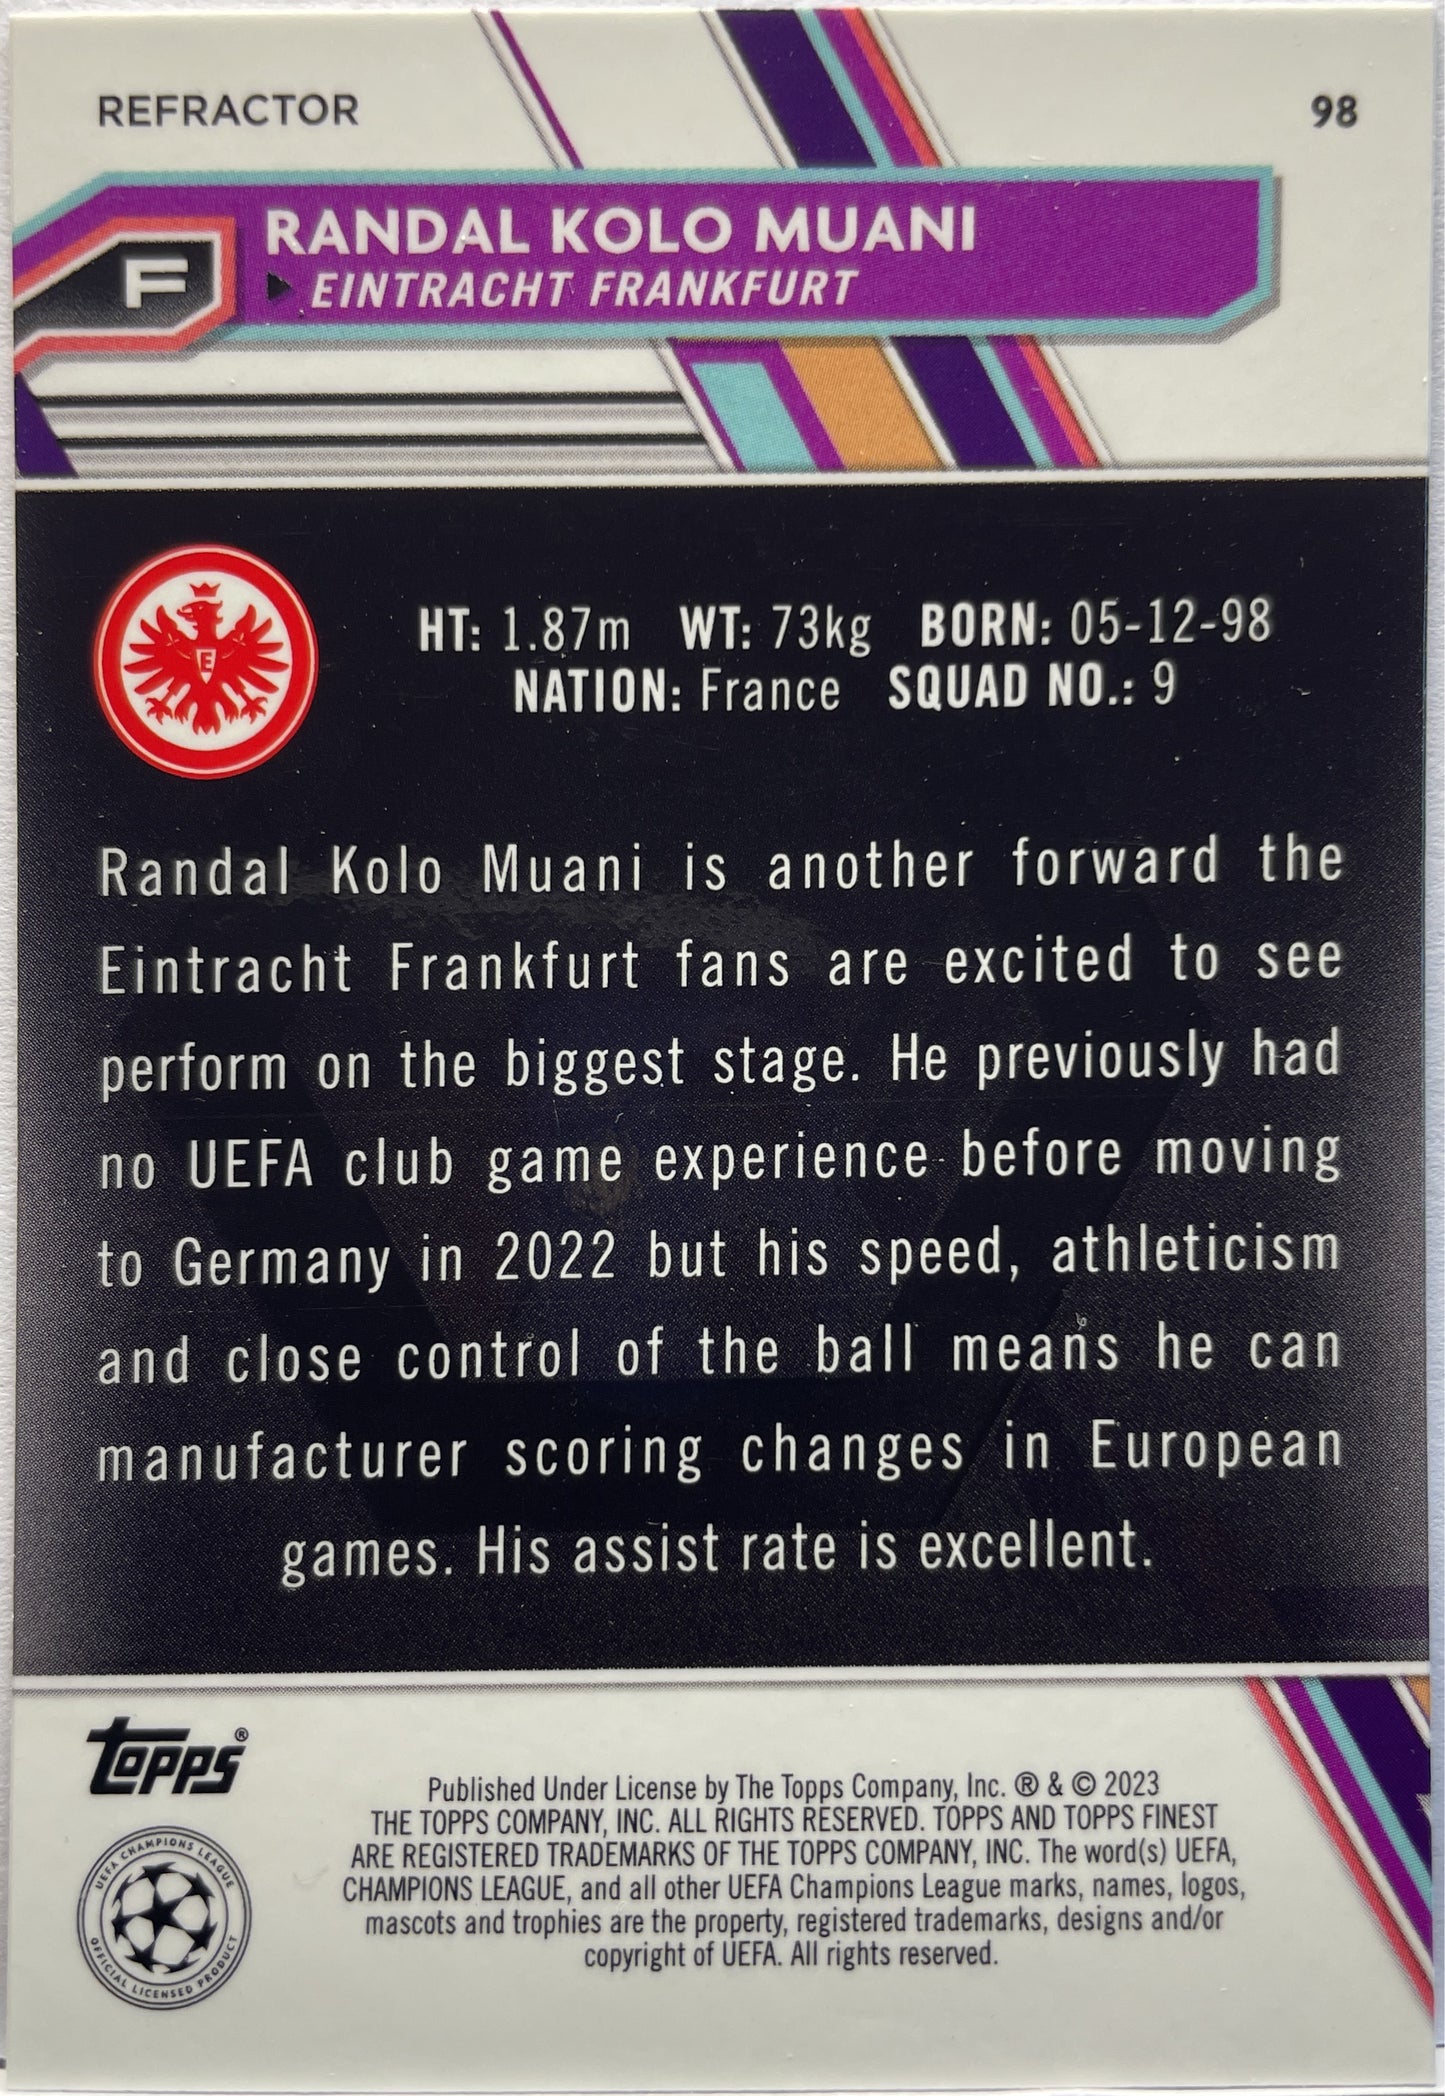 REFRACTOR
98
RANDAL KOLO MUANI
F
EINTRACHT FRANKFURT
E
HT: 1.87m WT: 73kg BORN: 05-12-98
NATION: France SQUAD NO.: 9
Randal Kolo Muani is another forward the
Eintracht Frankfurt fans are excited to see
perform on the biggest stage. He previously had
no UEFA club game experience before moving
to Germany in 2022 but his speed, athleticism
and close control of the ball means he can
manufacturer scoring changes in European
games. His assist rate is excellent.
topps®
Published Under License by The Topps Company, Inc. ® & © 2023
THE TOPPS COMPANY, INC. ALL RIGHTS RESERVED. TOPPS AND TOPPS FINEST
ARE REGISTERED TRADEMARKS OF THE TOPPS COMPANY, INC. The word(s) UEFA,
CHAMPIONS LEAGUE, and all other UEFA Champions League marks, names, logos,
mascots and trophies are the property, registered trademarks, designs and/or
copyright of UEFA. All rights reserved.
UEFA CHAMPIONS LEAGUE
OFFICIAL LICENSED PRODUCT